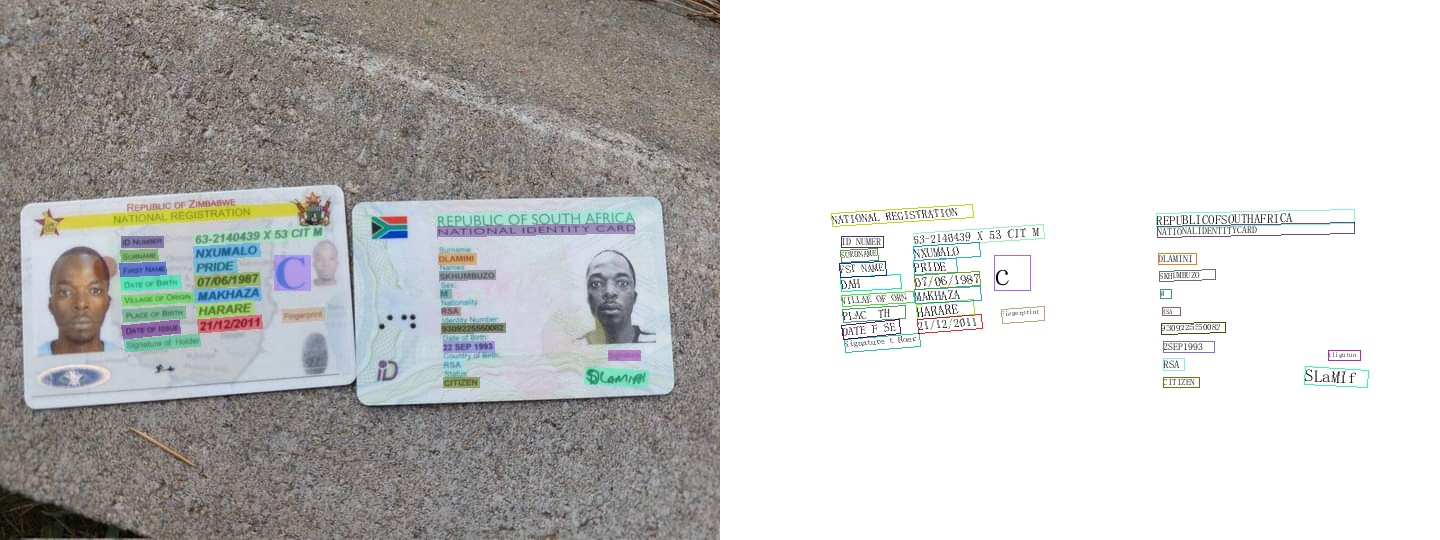 REPUBLIC OF ZIMBABWE
NATIONAL REGISTRATION
ID NUMBER 63-2140439 X 53 CIT M
SURNAME NXUMALO
FIRST NAME PRIDE
DATE OF BIRTH 07/06/1987
VILLAGE OF ORIGIN MAKHAZA
PLACE OF BIRTH HARARE
DATE OF ISSUE 21/12/2011
Signature of Holder
C
Fingerprint
REPUBLIC OF SOUTH AFRICA
NATIONAL IDENTITY CARD
Surname:
DLAMINI
Names:
SKHUMBUZO
Sex:
M
Nationality:
RSA
Identity Number:
9309225550082
Date of Birth:
22 SEP 1993
Country of Birth:
RSA
Status:
CITIZEN
Signature
DLAMINI
iD
NATIONAL REGISTRATION
ID NUMER 63-2140439 X 53 CIT M
SURUDNAME NXUMALO
FST NAME PRIDE
DAH 07/06/1987
VILLAE OF ORN MAKHAZA
PLAC TH HARARE
DATE F SE 21/12/2011
Signature t Hoer
C
Fingerprint
REPUBLICOFSOUTHAFRICA
NATIONALIDENTITYCARD
DLAMINI
SKHUMBUZO
RSA
9309225550082
2SEP1993
RSA
CITIZEN
SLaMIf